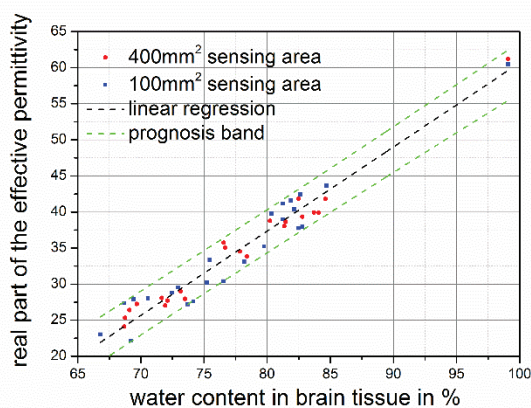 65
60
55
50
45
40
35
30
25
20
real part of the effective permittivity
400mm² sensing area
100mm² sensing area
linear regression
prognosis band
65 70 75 80 85 90 95 100
water content in brain tissue in %